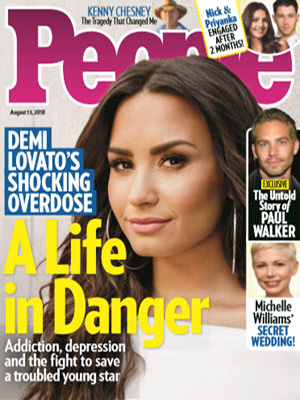 KENNY CHESNEY
The Tragedy That Changed Me
Nick &
Priyanka
ENGAGED
AFTER
2 MONTHS!
People
August 13, 2018
DEMI
LOVATO'S
SHOCKING
OVERDOSE
A Life
in Danger
Addiction, depression
and the fight to save
a troubled young star
EXCLUSIVE
The Untold
Story of
PAUL
WALKER
Michelle
Williams'
SECRET
WEDDING!